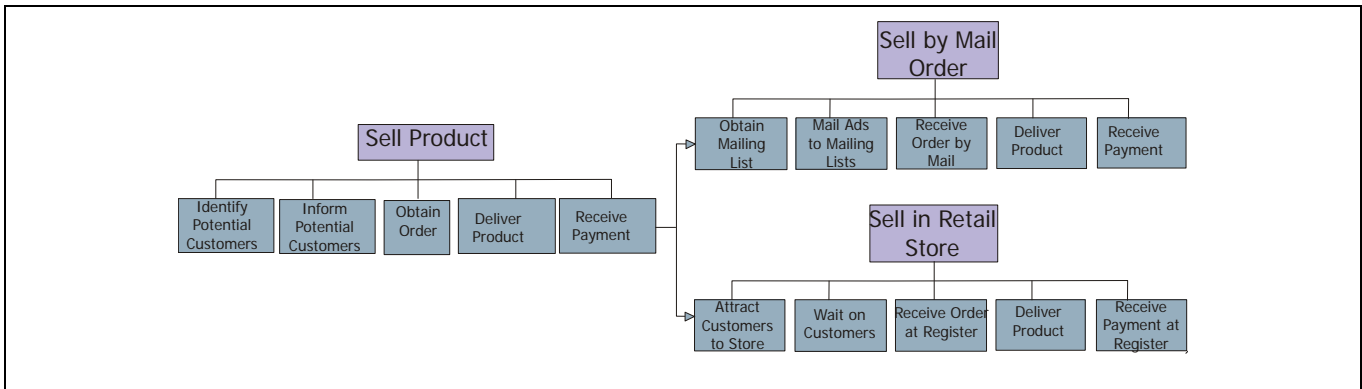 Sell Product
Identify
Potential
Customers
Inform
Potential
Customers
Obtain
Order
Deliver
Product
Receive
Payment
Sell by Mail
Order
Obtain
Mailing
List
Mail Ads
to Mailing
Lists
Receive
Order by
Mail
Deliver
Product
Receive
Payment
Sell in Retail
Store
Attract
Customers
to Store
Wait on
Customers
Receive Order
at Register
Deliver
Product
Receive
Payment at
Register